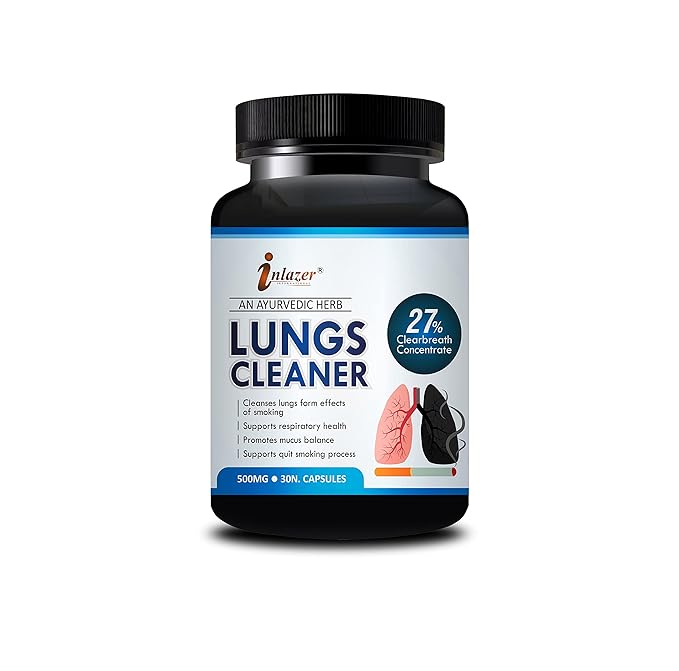 inlazer®
INTERNATIONAL
AN AYURVEDIC HERB
LUNGS
CLEANER
27%
Clearbreath
Concentrate
Cleanses lungs form effects
of smoking
Supports respiratory health
Promotes mucus balance
Supports quit smoking process
500MG ● 30N. CAPSULES